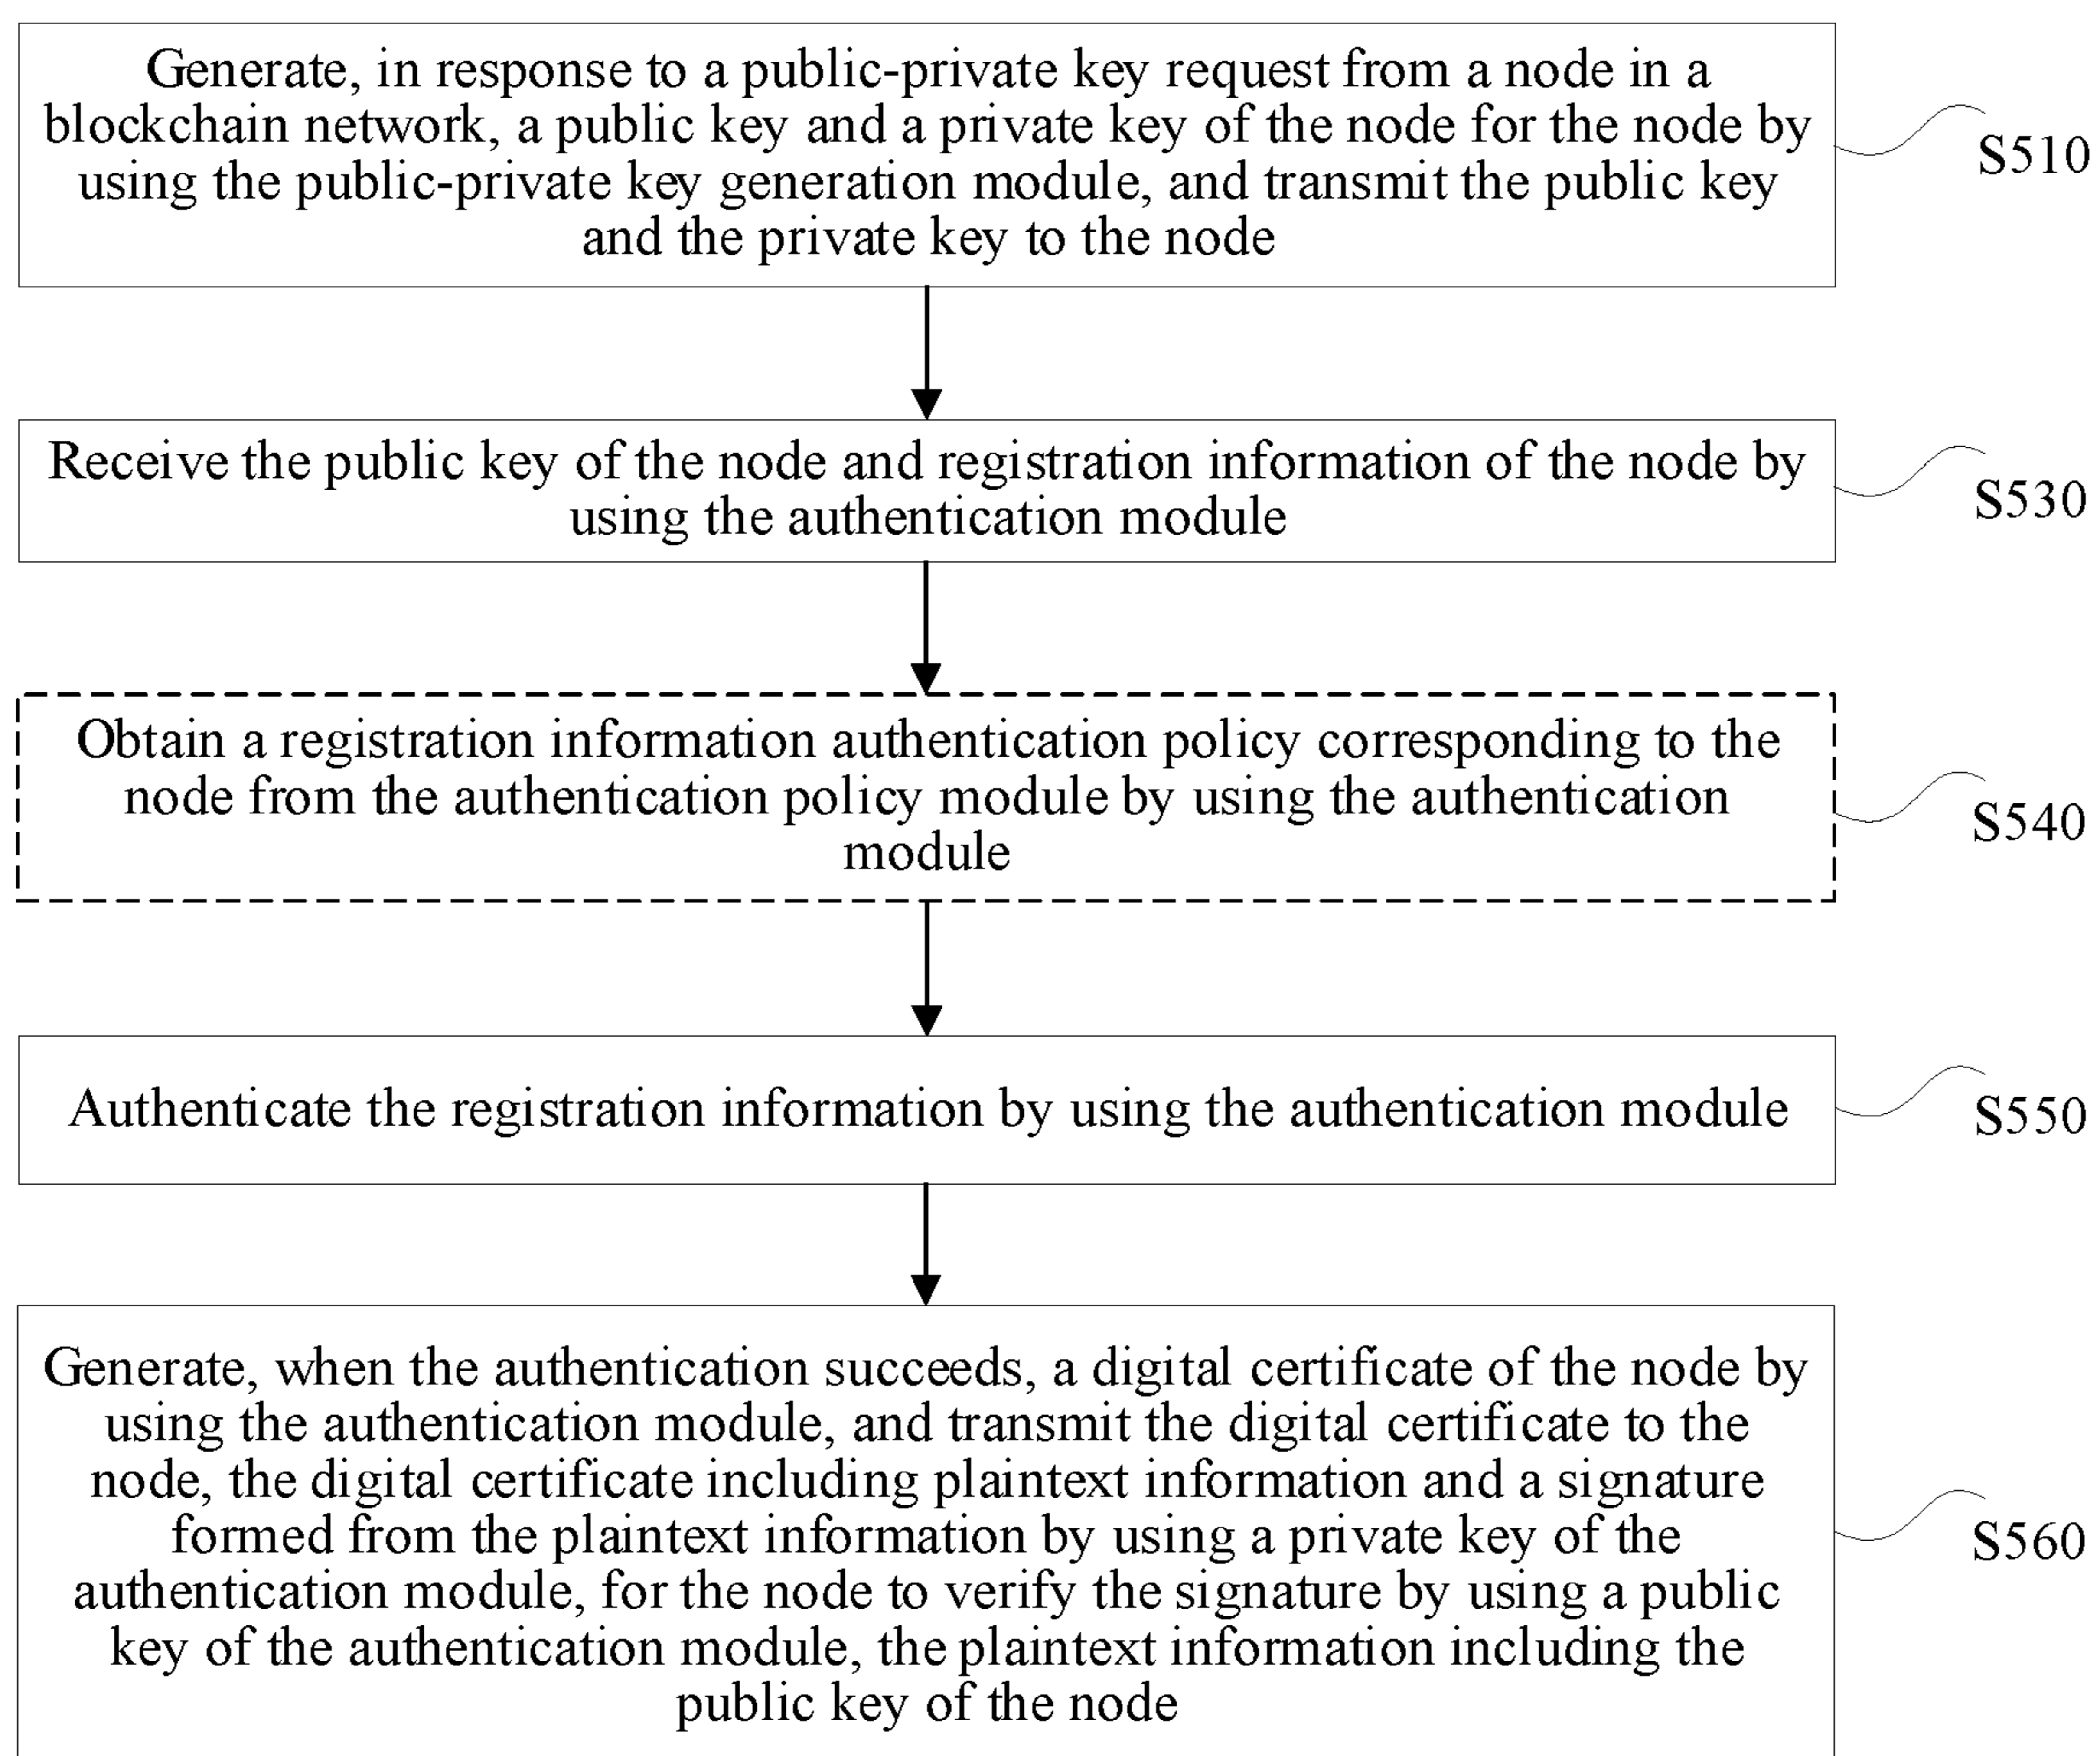 Generate, in response to a public-private key request from a node in a
blockchain network, a public key and a private key of the node for the node by
using the public-private key generation module, and transmit the public key
and the private key to the node
S510
Receive the public key of the node and registration information of the node by
using the authentication module
S530
Obtain a registration information authentication policy corresponding to the
node from the authentication policy module by using the authentication
module
S540
Authenticate the registration information by using the authentication module
S550
Generate, when the authentication succeeds, a digital certificate of the node by
using the authentication module, and transmit the digital certificate to the
node, the digital certificate including plaintext information and a signature
formed from the plaintext information by using a private key of the
authentication module, for the node to verify the signature by using a public
key of the authentication module, the plaintext information including the
public key of the node
S560